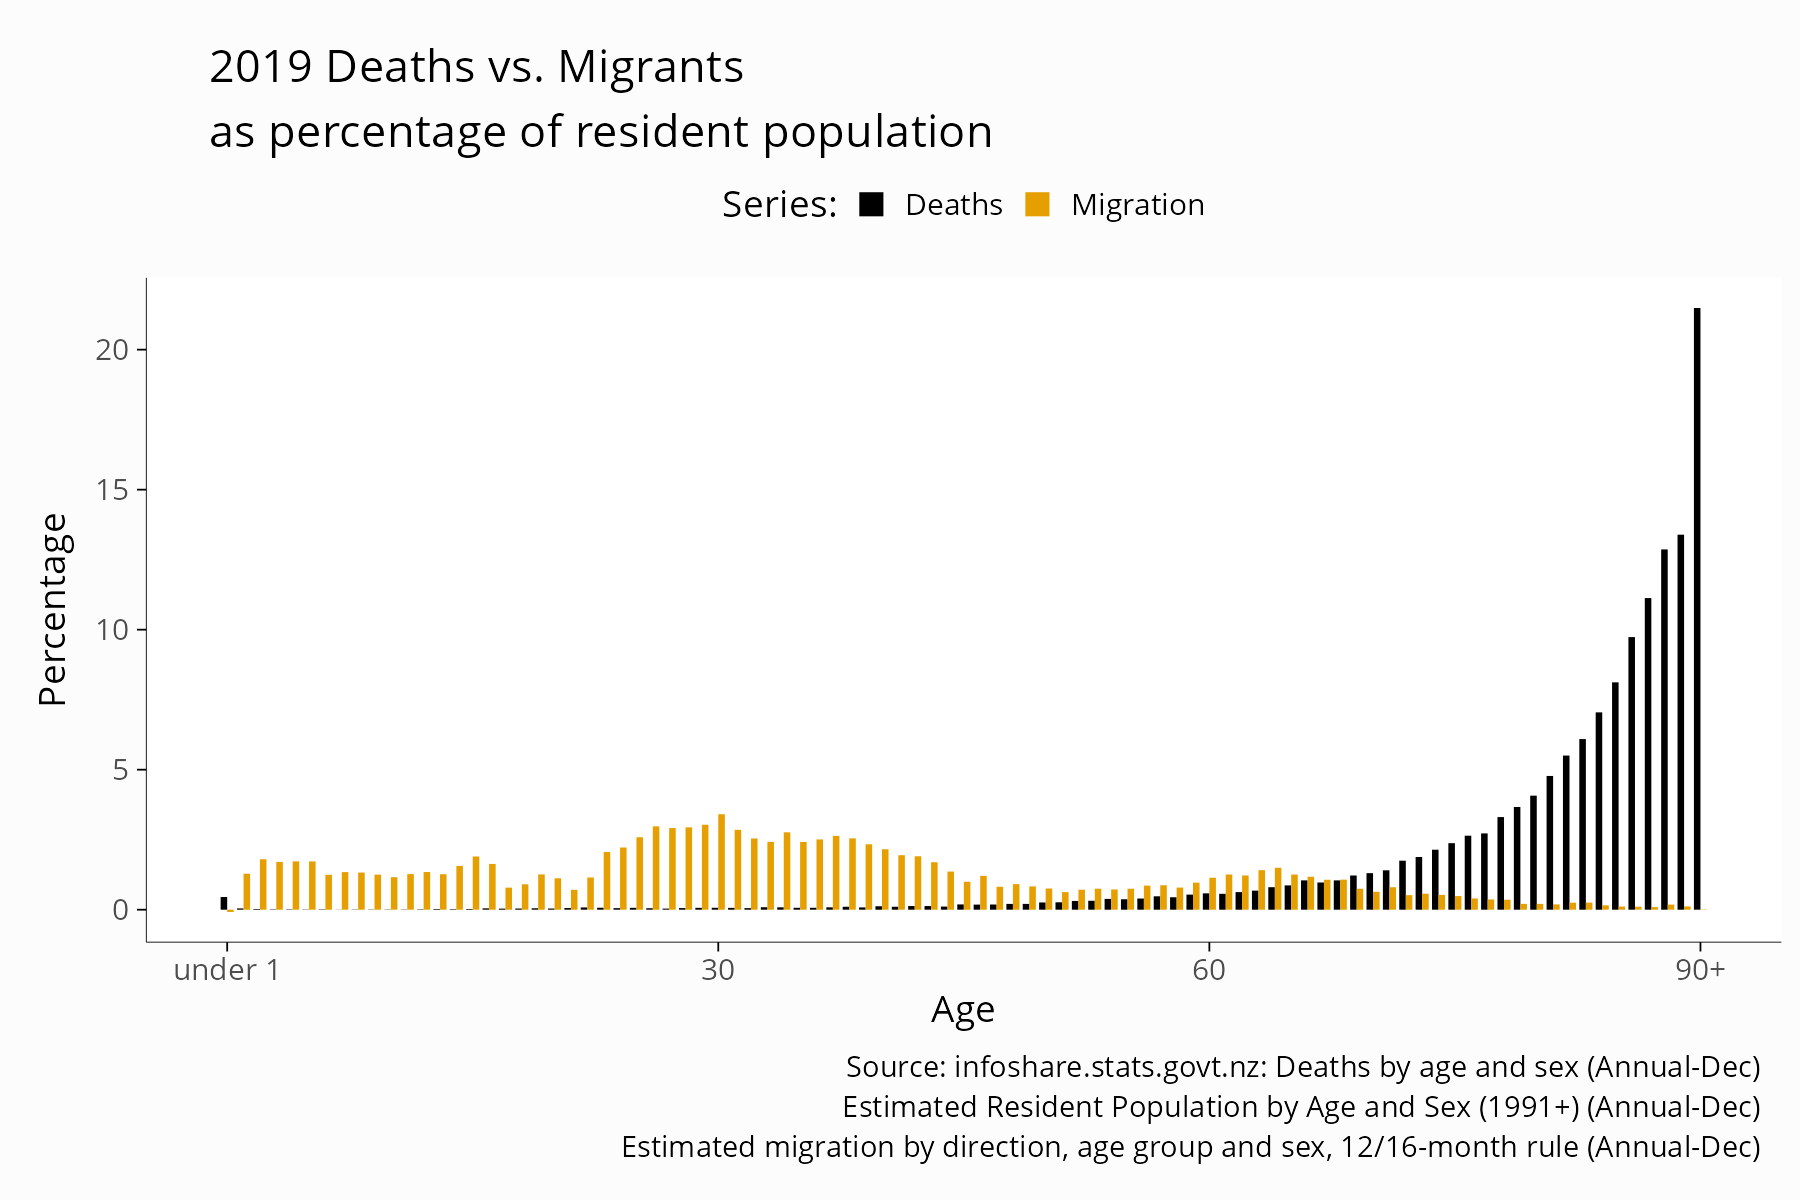 2019 Deaths vs. Migrants
as percentage of resident population
Series: Deaths Migration
Percentage
20
15
10
5
0
under 1 30 60 90+
Age
Source: infoshare.stats.govt.nz: Deaths by age and sex (Annual-Dec)
Estimated Resident Population by Age and Sex (1991+) (Annual-Dec)
Estimated migration by direction, age group and sex, 12/16-month rule (Annual-Dec)